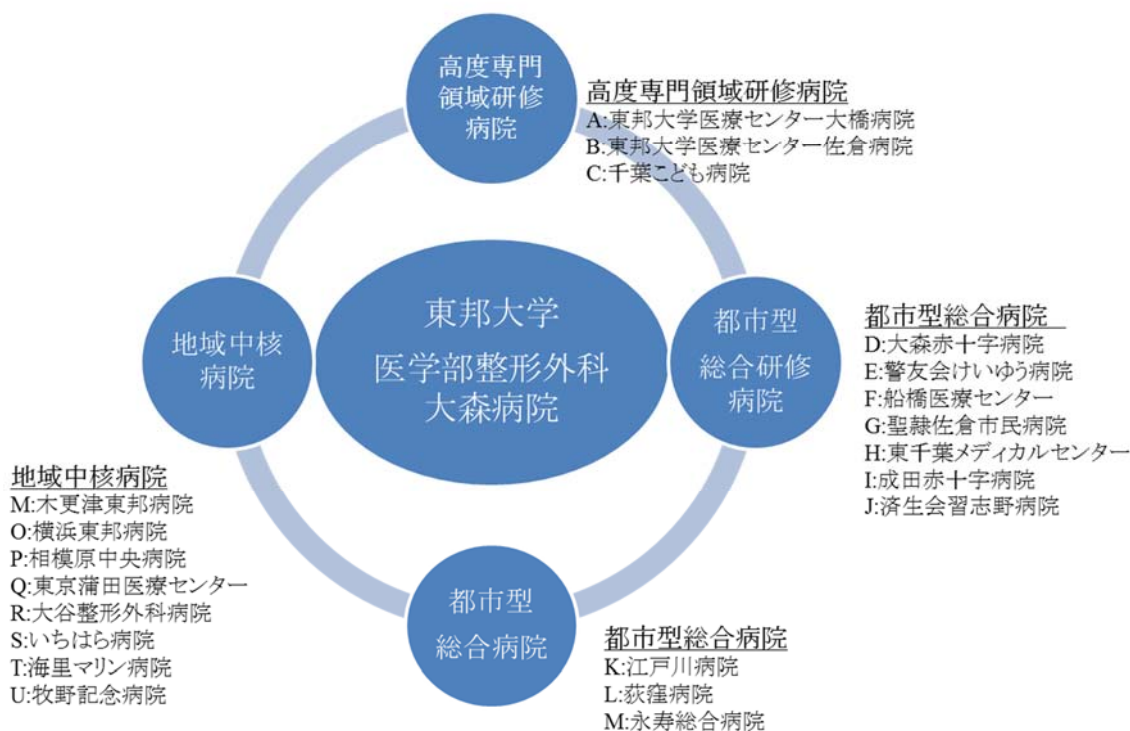 高度専門
領域研修
病院
高度専門領域研修病院
A:東邦大学医療センター大橋病院
B:東邦大学医療センター佐倉病院
C:千葉こども病院
東邦大学
医学部整形外科
大森病院
都市型
総合研修
病院
都市型総合病院
D:大森赤十字病院
E:警友会けいゆう病院
F:船橋医療センター
G:聖隷佐倉市民病院
H:東千葉メディカルセンター
I:成田赤十字病院
J:済生会習志野病院
地域中核
病院
地域中核病院
M:木更津東邦病院
O:横浜東邦病院
P:相模原中央病院
Q:東京蒲田医療センター
R:大谷整形外科病院
S:いちはら病院
T:海里マリン病院
U:牧野記念病院
都市型
総合病院
都市型総合病院
K:江戸川病院
L:荻窪病院
M:永寿総合病院